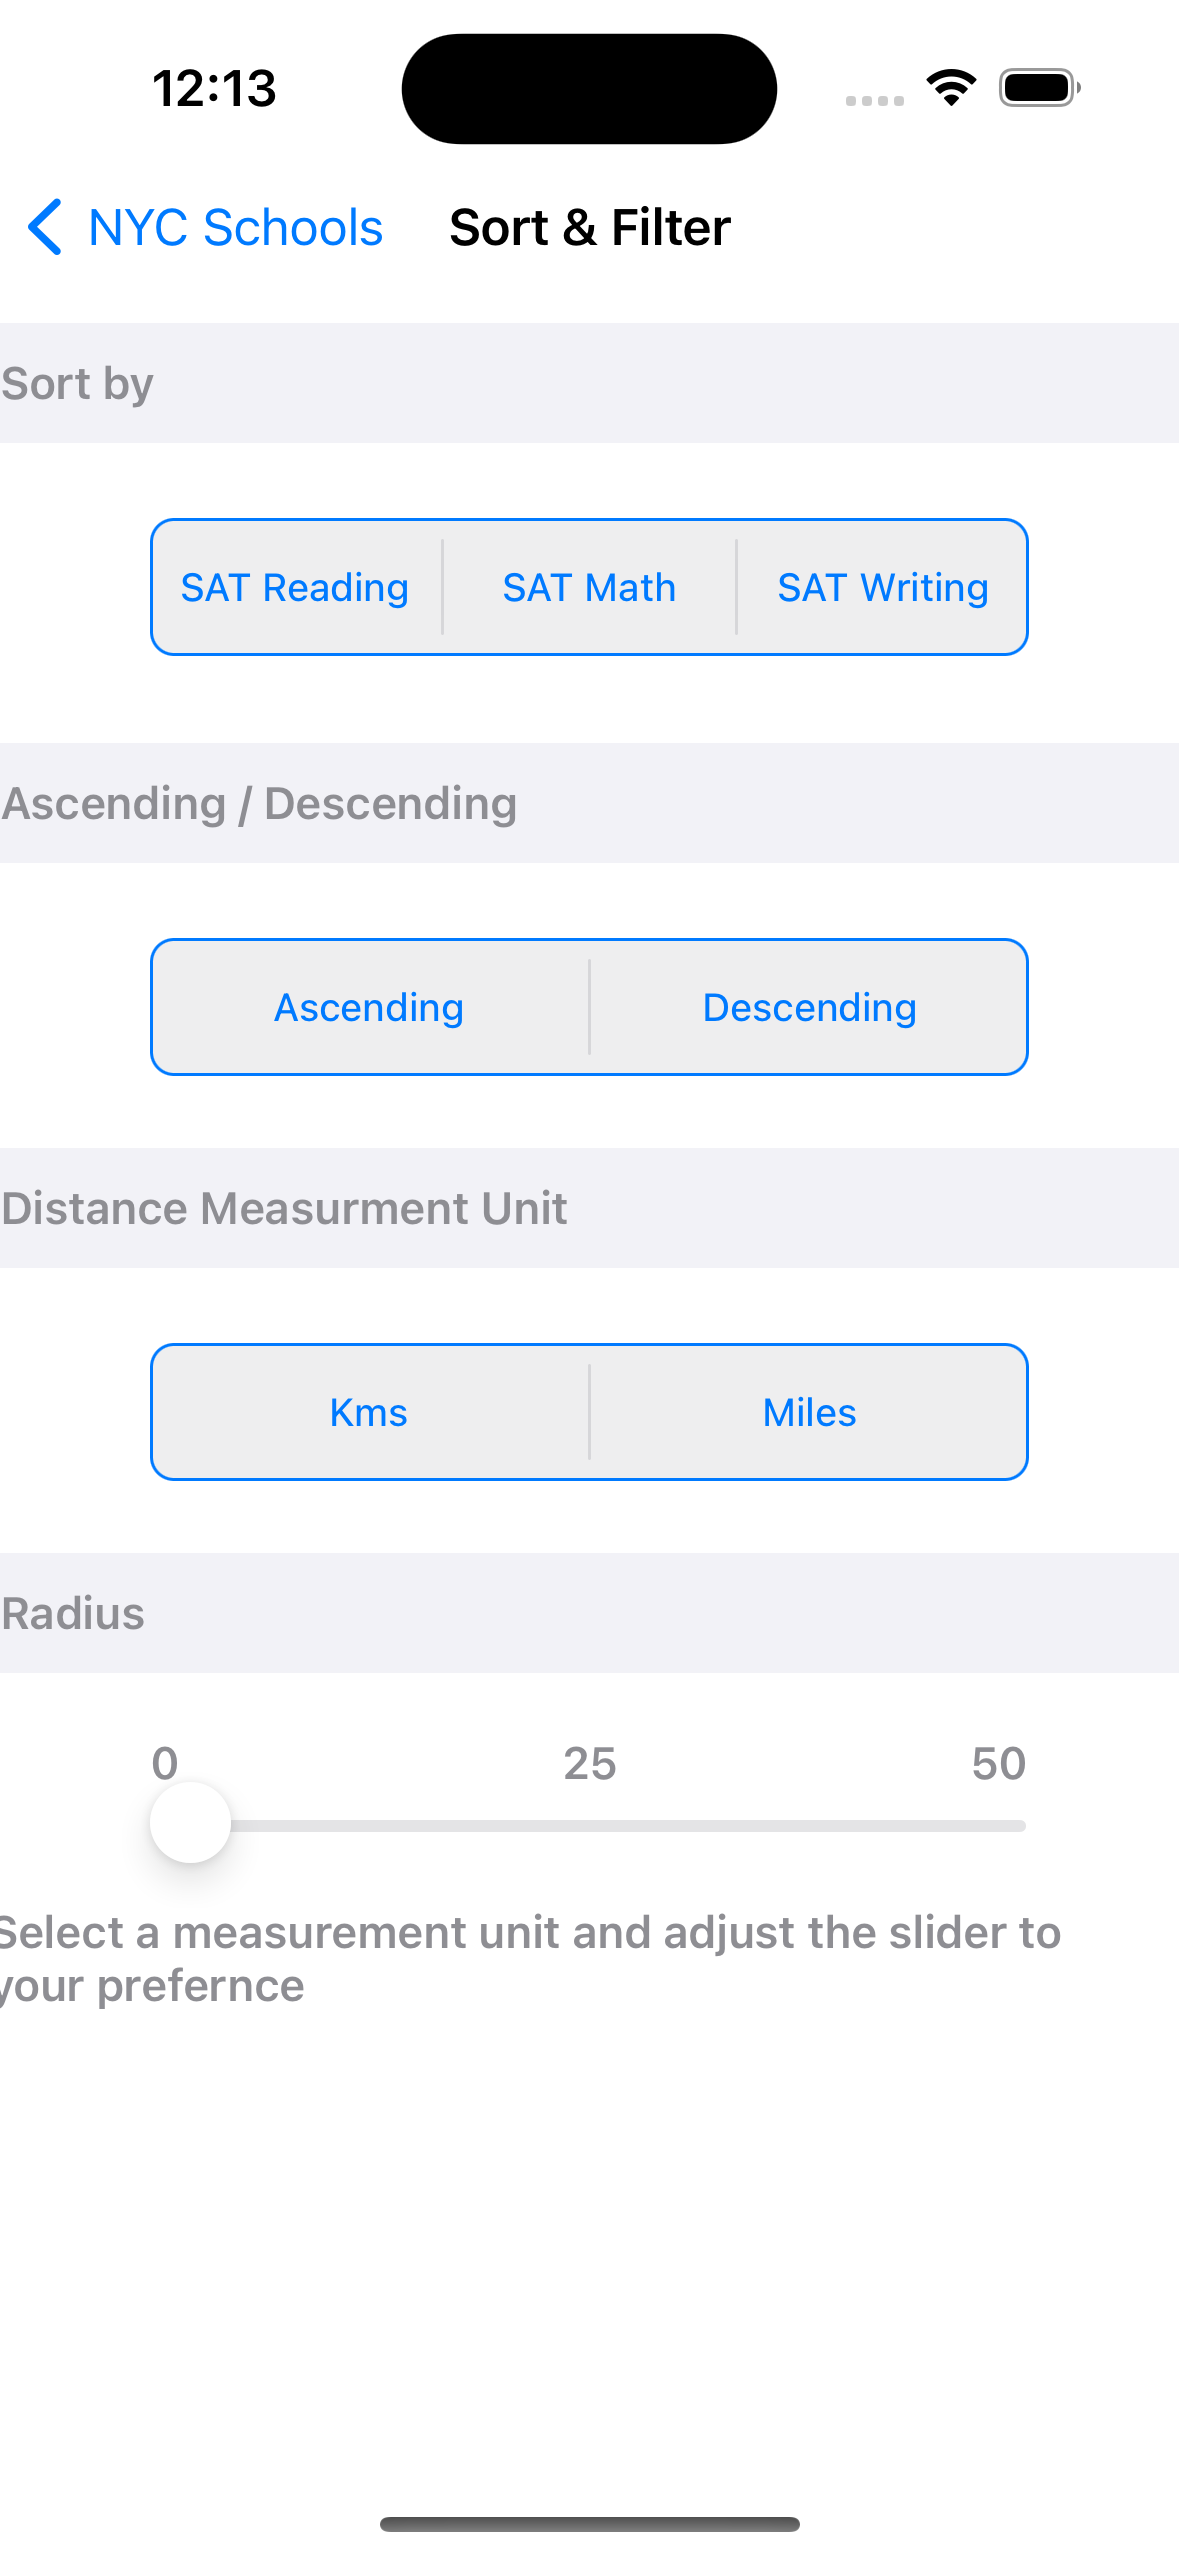 12:13
NYC Schools Sort & Filter
Sort by
SAT Reading SAT Math SAT Writing
Ascending / Descending
Ascending Descending
Distance Measurment Unit
Kms Miles
Radius
0 25 50
Select a measurement unit and adjust the slider to
your prefernce